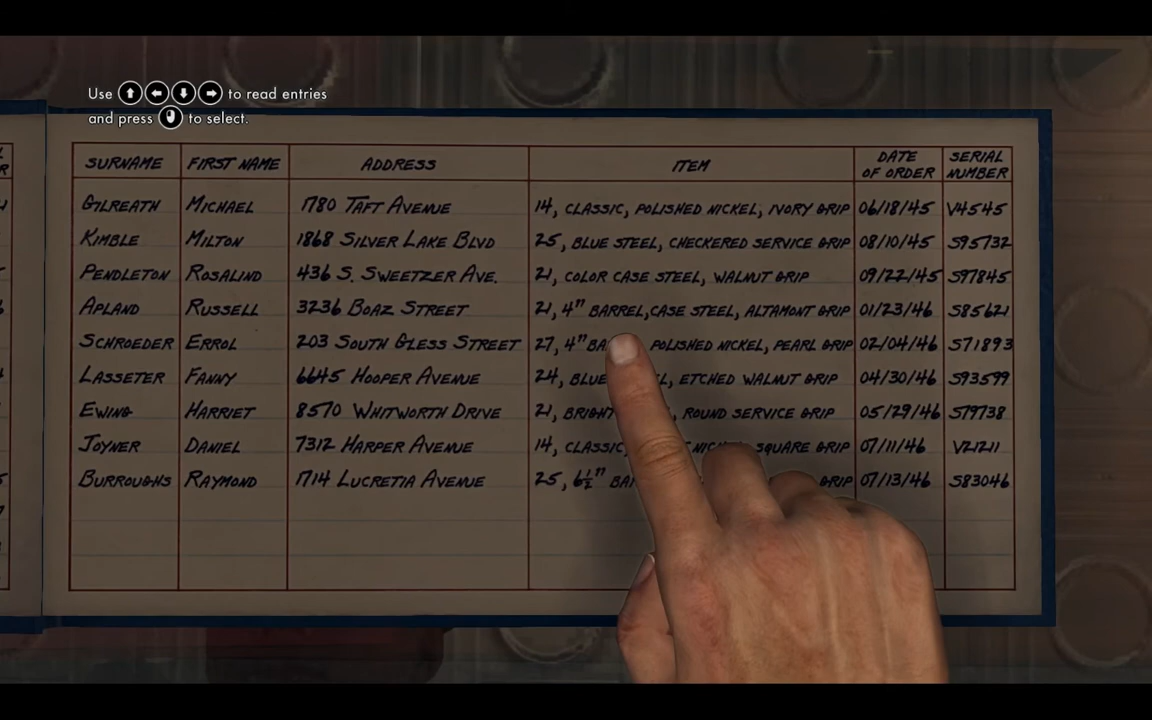 Use to read entries
and press to select.
SURNAME FIRST NAME ADDRESS ITEM DATE OF ORDER SERIAL NUMBER
GILREATH MICHAEL 1780 TAFT AVENUE 14, CLASSIC, POLISHED NICKEL, IVORY GRIP 06/18/45 V4545
KIMBLE MILTON 1868 SILVER LAKE BLVD 25, BLUE STEEL, CHECKERED SERVICE GRIP 08/10/45 S95732
PENDLETON ROSALIND 436 S. SWEETZER AVE. 21, COLOR CASE STEEL, WALNUT GRIP 09/22/45 S97845
APLAND RUSSELL 3236 BOAZ STREET 21, 4" BARREL, CASE STEEL, ALTAMONT GRIP 01/23/46 S85621
SCHROEDER ERROL 203 SOUTH GLESS STREET 27, 4" POLISHED NICKEL, PEARL GRIP 02/04/46 S71893
LASSETER FANNY 6645 HOOPER AVENUE 24, BLUE ETCHED WALNUT GRIP 04/30/46 S93599
EWING HARRIET 8570 WHITWORTH DRIVE 21, BRIGHT ROUND SERVICE GRIP 05/29/46 S79738
JOYNER DANIEL 7312 HARPER AVENUE 14, CLASSIC SQUARE GRIP 07/11/46 V21211
BURROUGHS RAYMOND 1714 LUCRETIA AVENUE 25, 6½" GRIP 07/13/46 S83046